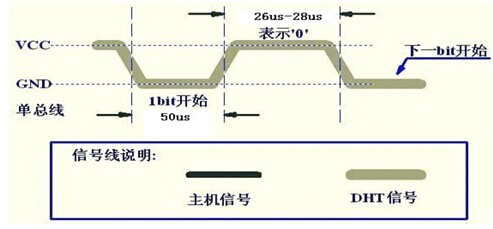 26us-28us
表示'0'
VCC
下一bit开始
GND
单总线
1bit开始
50us
信号线说明:
主机信号
DHT信号